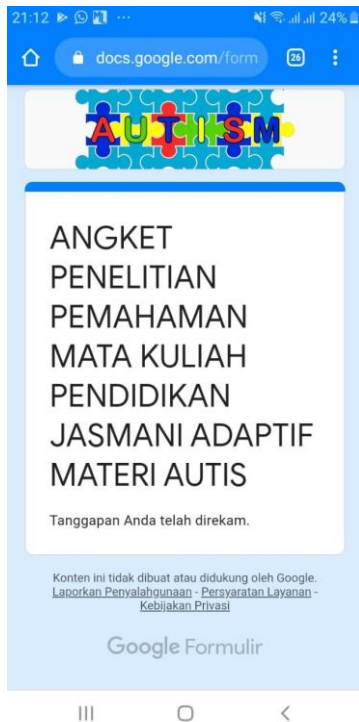 21:12 ... 24%
docs.google.com/form 26
AUTISM
ANGKET
PENELITIAN
PEMAHAMAN
MATA KULIAH
PENDIDIKAN
JASMANI ADAPTIF
MATERI AUTIS
Tanggapan Anda telah direkam.
Konten ini tidak dibuat atau didukung oleh Google.
Laporkan Penyalahgunaan - Persyaratan Layanan -
Kebijakan Privasi
Google Formulir